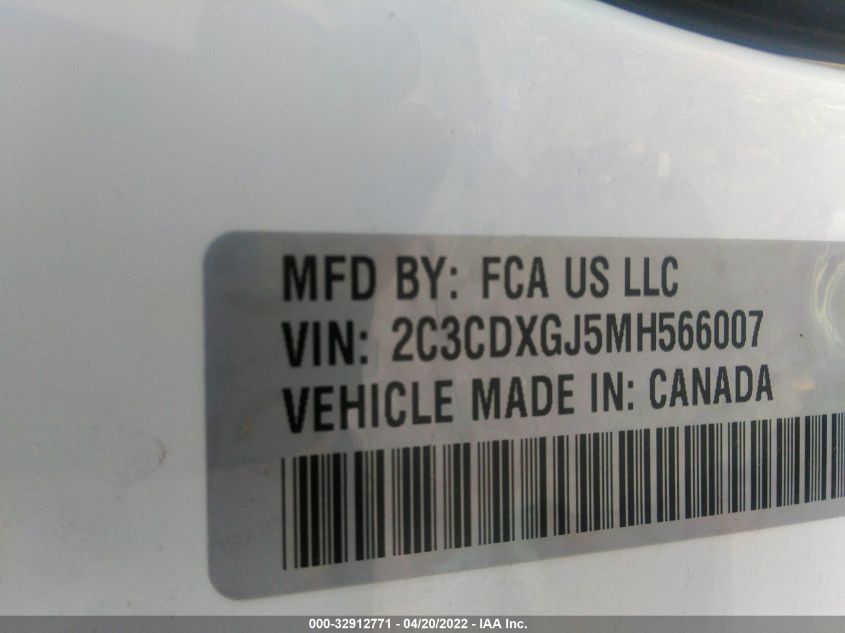 MFD BY: FCA US LLC
VIN: 2C3CDXGJ5MH566007
VEHICLE MADE IN: CANADA
000-32912771 - 04/20/2022 - IAA Inc.